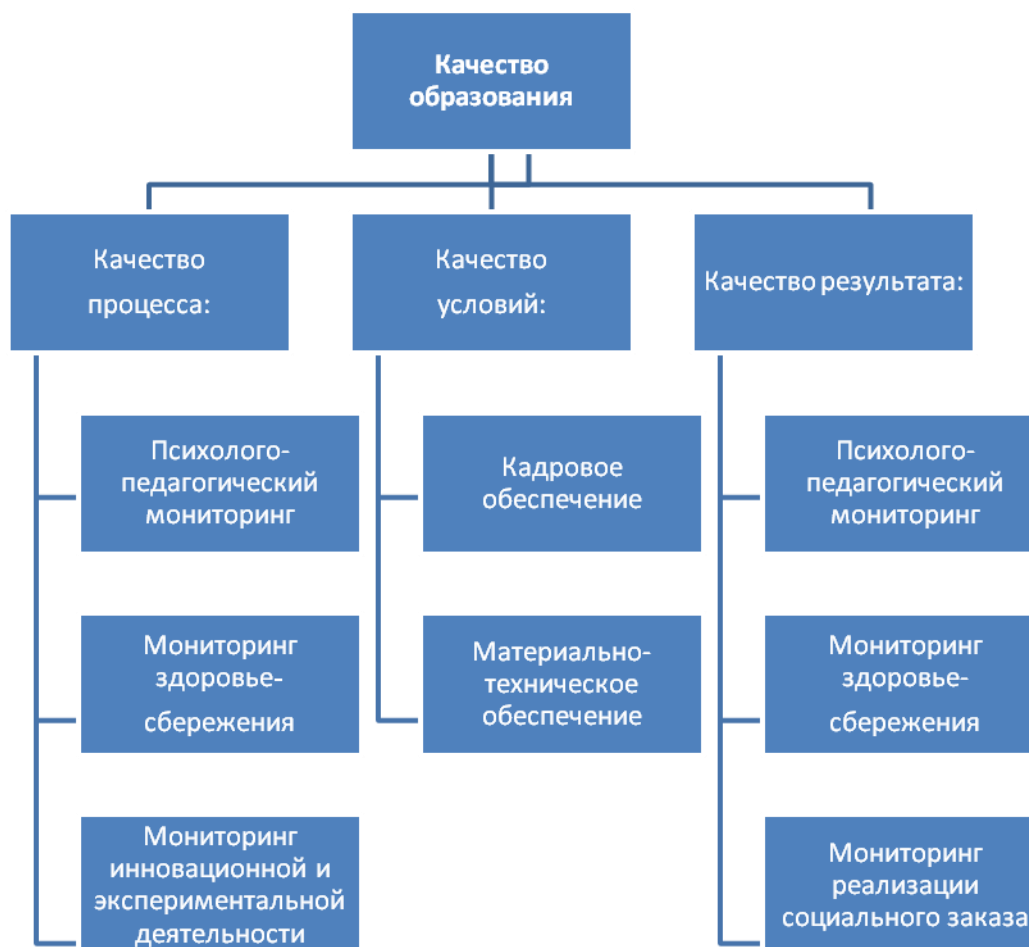 Качество
образования
Качество
процесса:
Качество
условий:
Качество результата:
Психолого-
педагогический
мониторинг
Кадровое
обеспечение
Психолого-
педагогический
мониторинг
Мониторинг
здоровье-
сбережения
Материально-
техническое
обеспечение
Мониторинг
здоровье-
сбережения
Мониторинг
инновационной и
экспериментальной
деятельности
Мониторинг
реализации
социального заказа